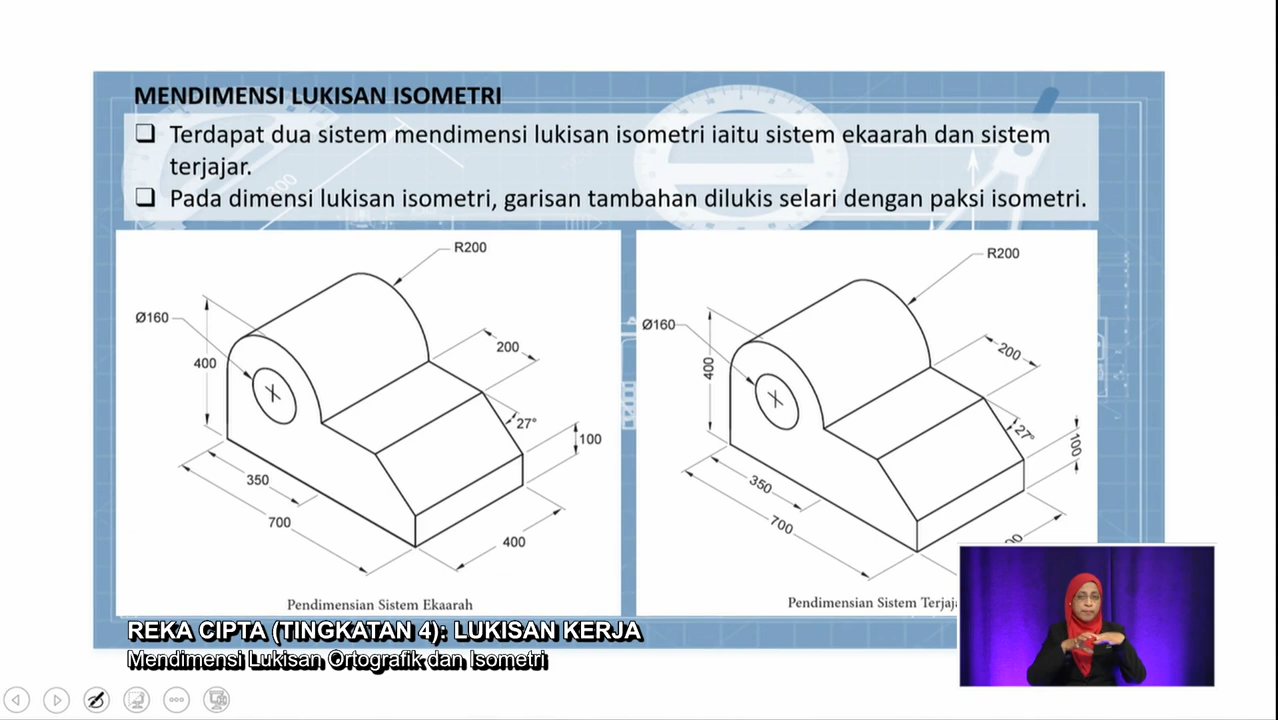 MENDIMENSI LUKISAN ISOMETRI
❑ Terdapat dua sistem mendimensi lukisan isometri iaitu sistem ekaarah dan sistem
terjajar.
❑ Pada dimensi lukisan isometri, garisan tambahan dilukis selari dengan paksi isometri.
R200
Ø160
400
200
27°
100
350
700
400
Pendimensian Sistem Ekaarah
R200
Ø160
400
200
27°
100
350
700
Pendimensian Sistem
REKA CIPTA (TINGKATAN 4): LUKISAN KERJA
Mendimensi Lukisan Ortografik dan Isometri